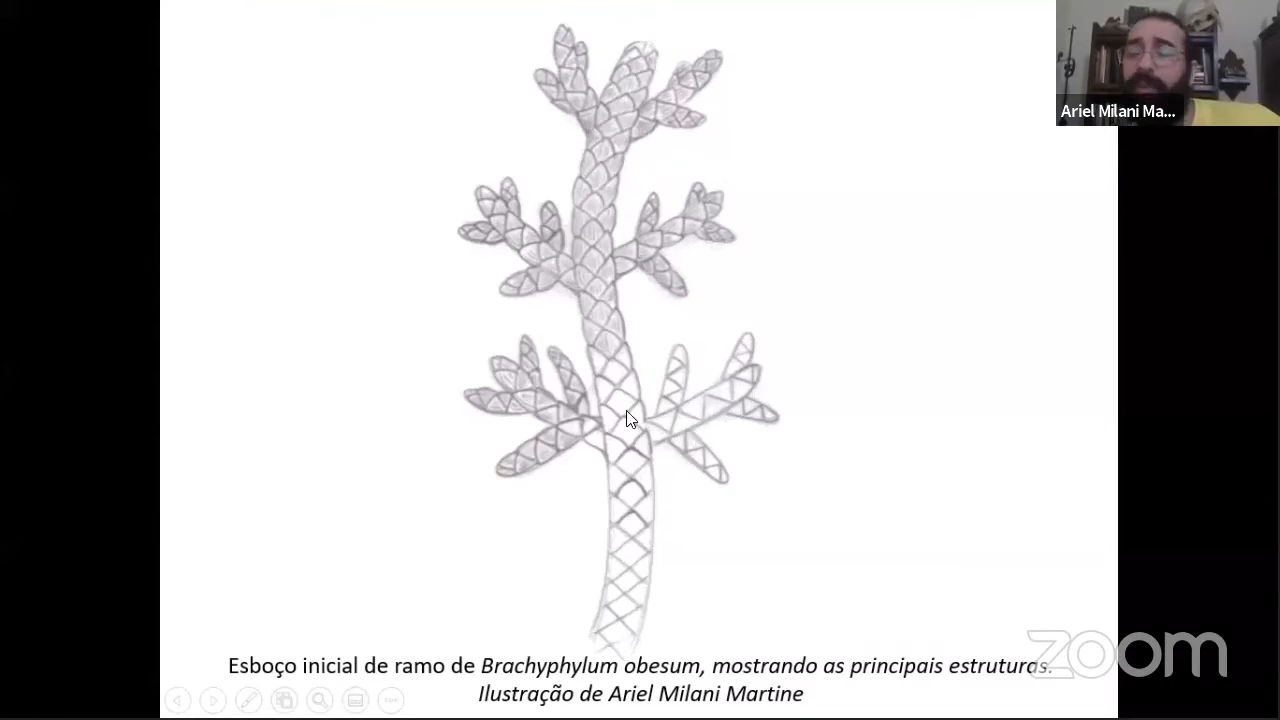 Ariel Milani Ma...
zoom
Esboço inicial de ramo de Brachyphylum obesum, mostrando as principais estruturas.
Ilustração de Ariel Milani Martine